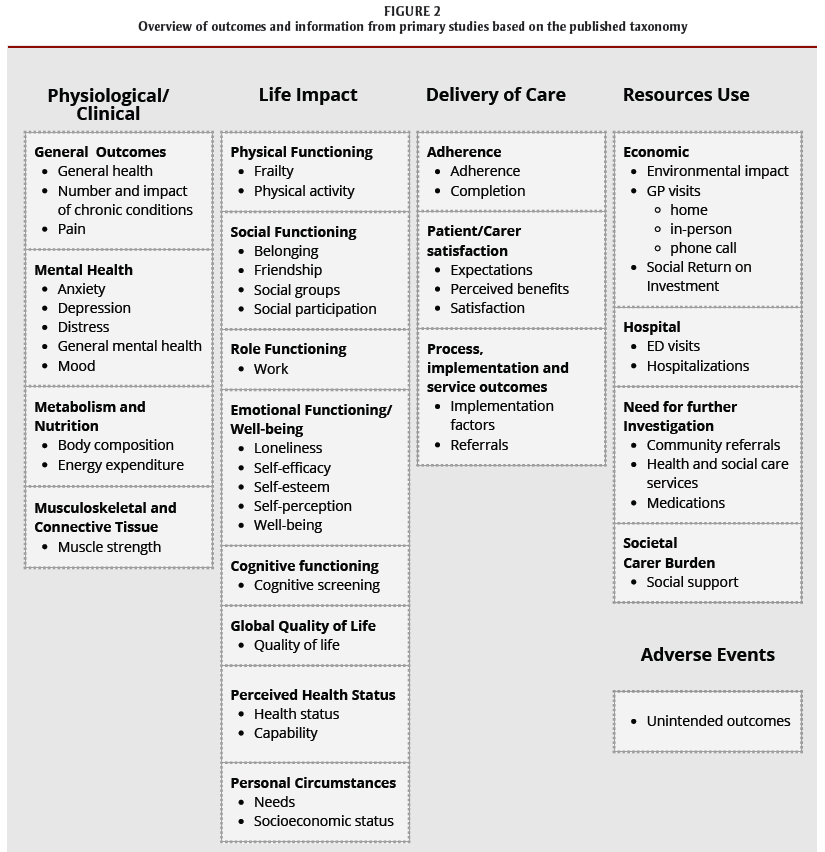 FIGURE 2
Overview of outcomes and information from primary studies based on the published taxonomy
Physiological/
Clinical
General Outcomes
• General health
• Number and impact
of chronic conditions
• Pain
Mental Health
• Anxiety
• Depression
• Distress
• General mental health
• Mood
Metabolism and
Nutrition
• Body composition
• Energy expenditure
Musculoskeletal and
Connective Tissue
• Muscle strength
Life Impact
Physical Functioning
• Frailty
• Physical activity
Social Functioning
• Belonging
• Friendship
• Social groups
• Social participation
Role Functioning
• Work
Emotional Functioning/
Well-being
• Loneliness
• Self-efficacy
• Self-esteem
• Self-perception
• Well-being
Cognitive functioning
• Cognitive screening
Global Quality of Life
• Quality of life
Perceived Health Status
• Health status
• Capability
Personal Circumstances
• Needs
• Socioeconomic status
Delivery of Care
Adherence
• Adherence
• Completion
Patient/Carer
satisfaction
• Expectations
• Perceived benefits
• Satisfaction
Process,
implementation and
service outcomes
• Implementation
factors
• Referrals
Resources Use
Economic
• Environmental impact
• GP visits
○ home
○ in-person
○ phone call
• Social Return on
Investment
Hospital
• ED visits
• Hospitalizations
Need for further
Investigation
• Community referrals
• Health and social care
services
• Medications
Societal
Carer Burden
• Social support
Adverse Events
• Unintended outcomes